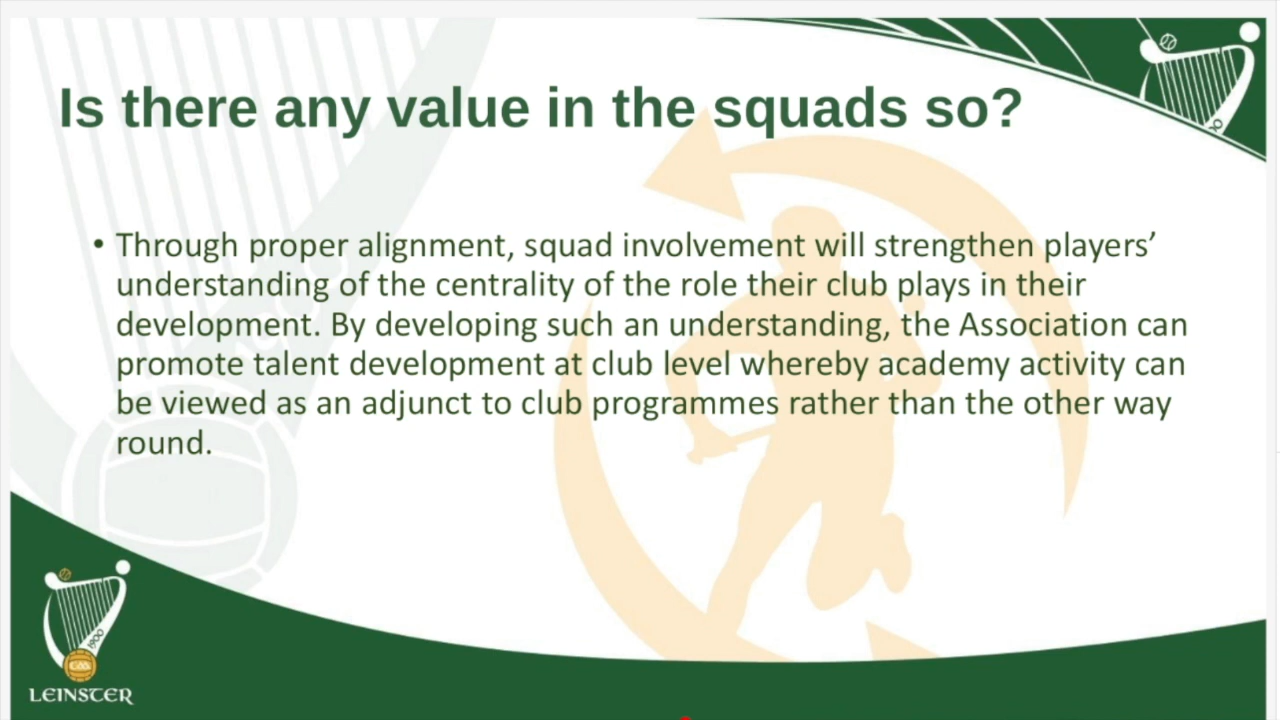 Is there any value in the squads so?
• Through proper alignment, squad involvement will strengthen players’
understanding of the centrality of the role their club plays in their
development. By developing such an understanding, the Association can
promote talent development at club level whereby academy activity can
be viewed as an adjunct to club programmes rather than the other way
round.
1900
GAA
LEINSTER